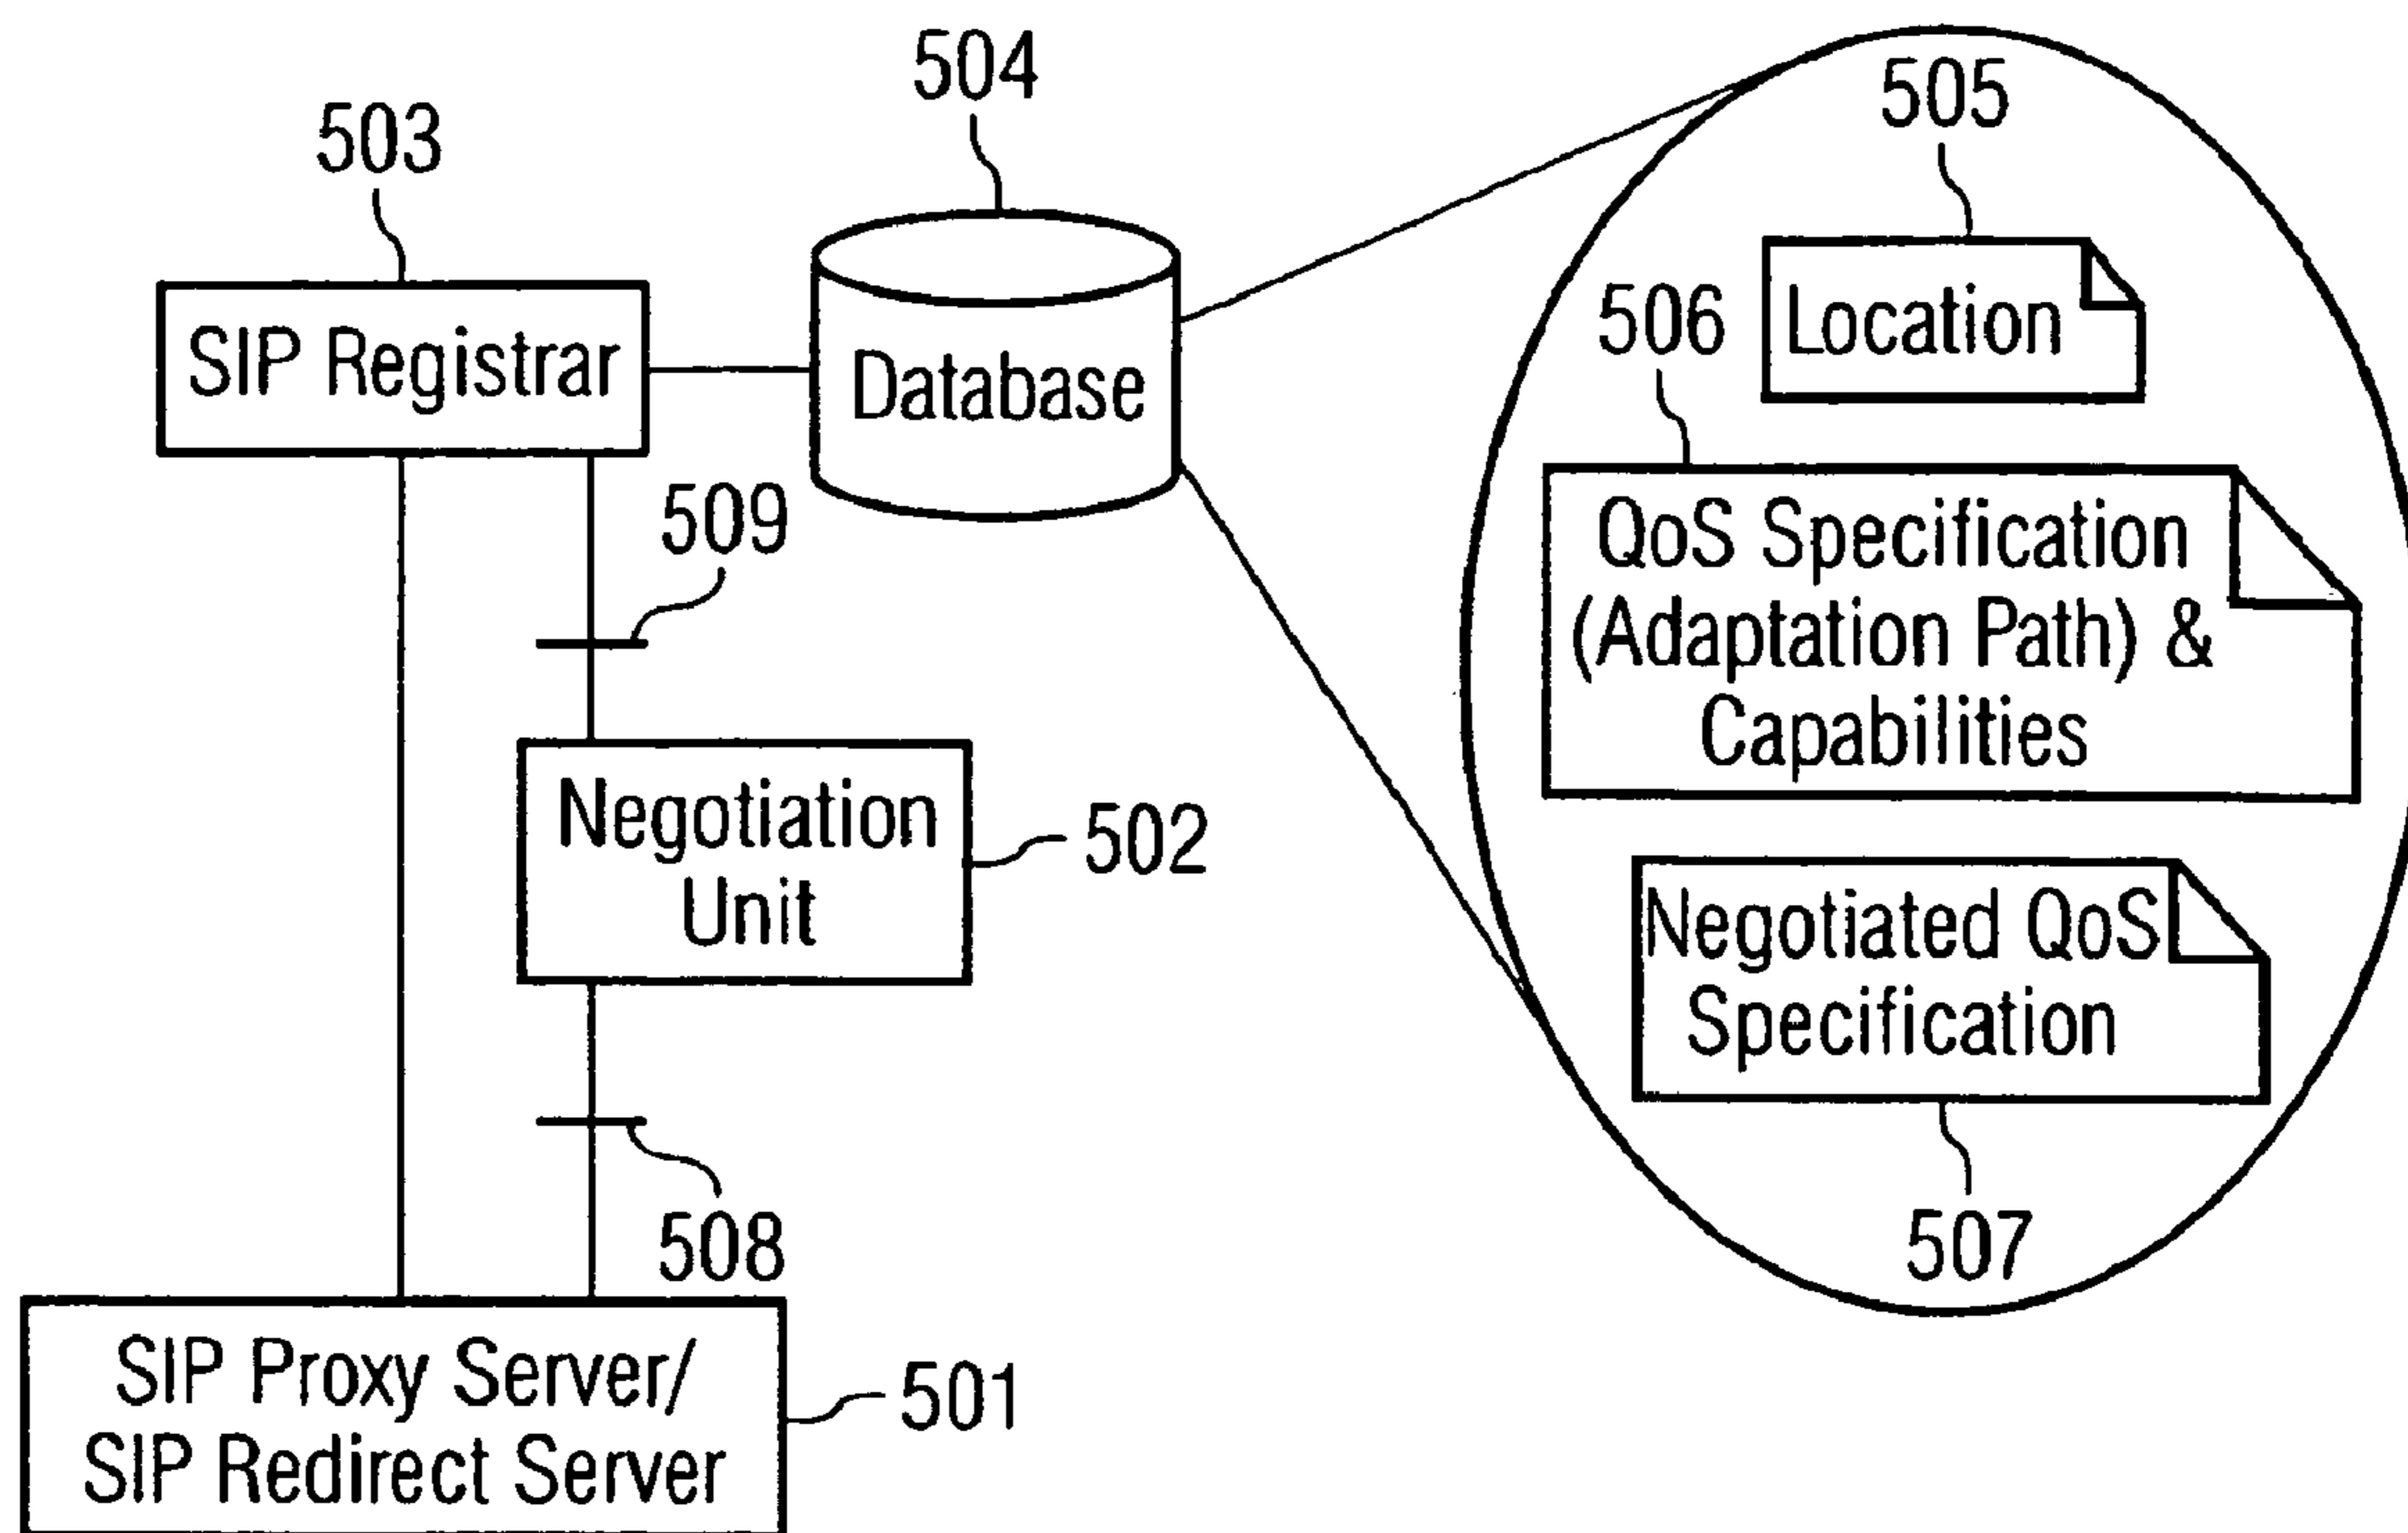 504
505
503
Location
506
SIP Registrar
Database
509
QoS Specification
(Adaptation Path) &
Capabilities
Negotiation
Unit
502
Negotiated QoS
Specification
508
507
SIP Proxy Server/
SIP Redirect Server
501